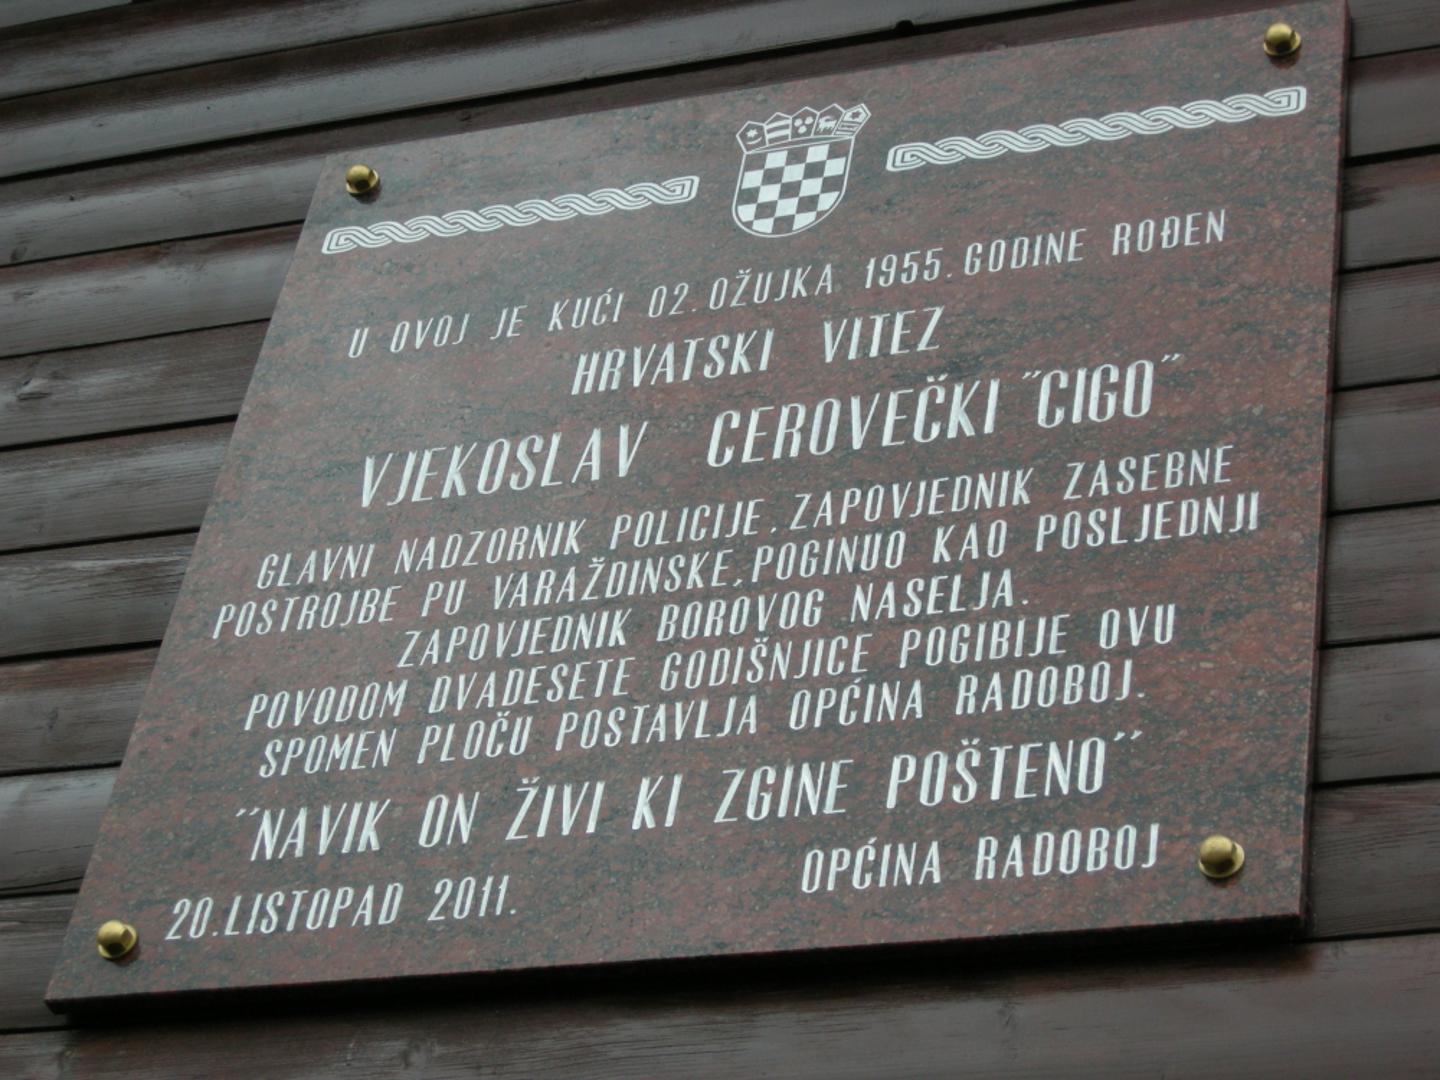 U OVOJ JE KUĆI 02.OŽUJKA 1955.GODINE ROĐEN
HRVATSKI VITEZ
VJEKOSLAV CEROVEČKI "CIGO"
GLAVNI NADZORNIK POLICIJE, ZAPOVJEDNIK ZASEBNE
POSTROJBE PU VARAŽDINSKE,POGINUO KAO POSLJEDNJI
ZAPOVJEDNIK BOROVOG NASELJA.
POVODOM DVADESETE GODIŠNJICE POGIBIJE OVU
SPOMEN PLOČU POSTAVLJA OPĆINA RADOBOJ.
"NAVIK ON ŽIVI KI ZGINE POŠTENO"
OPĆINA RADOBOJ
20.LISTOPAD 2011.